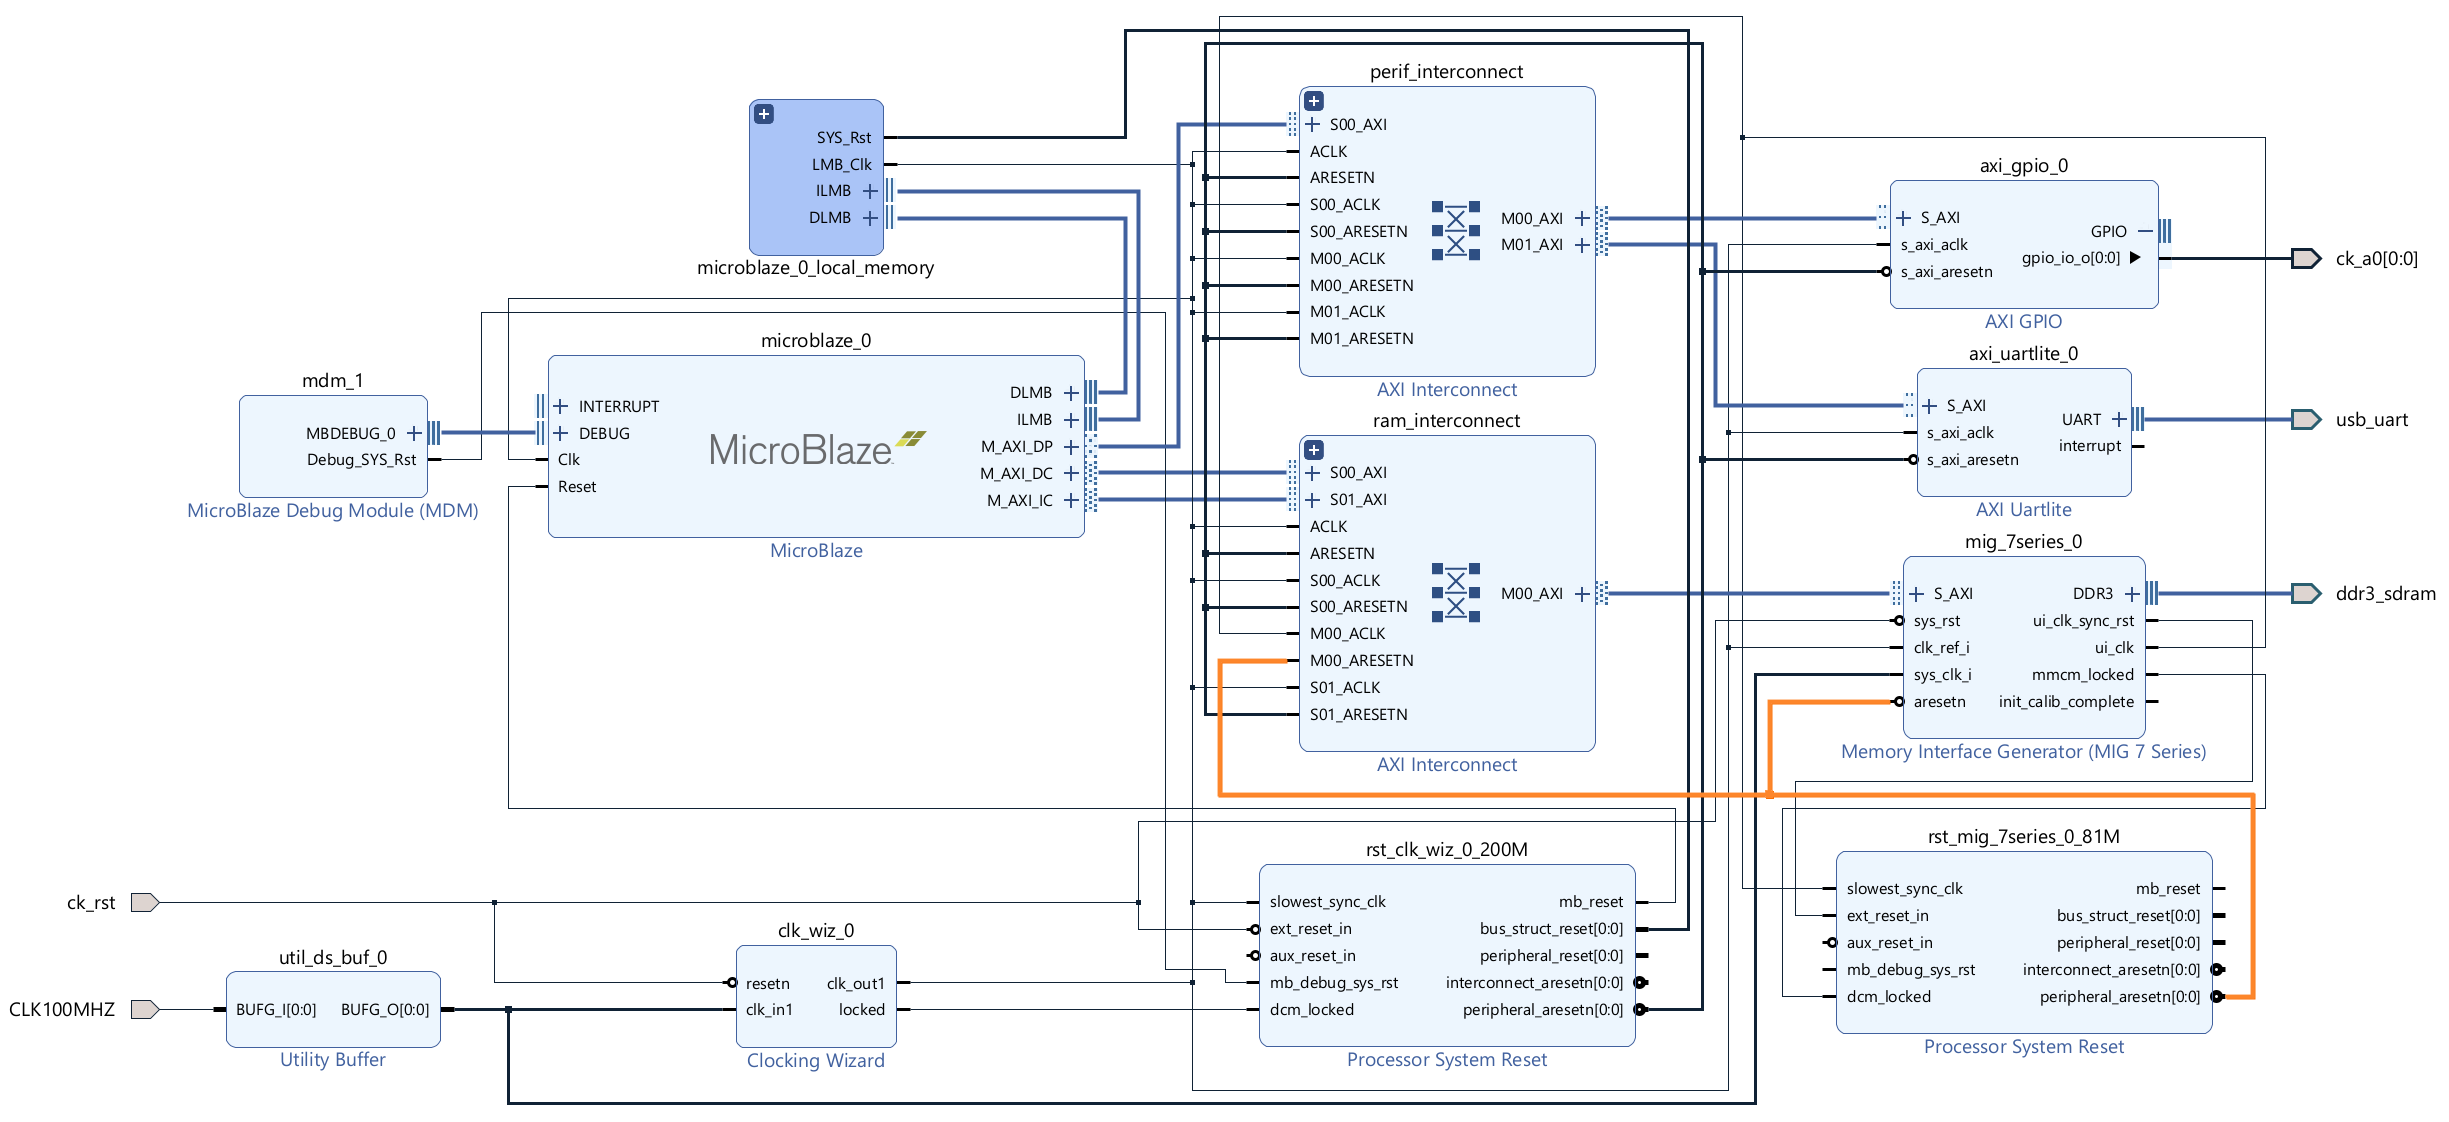 microblaze_0_local_memory
SYS_Rst
LMB_Clk
ILMB
DLMB
mdm_1
MBDEBUG_0
Debug_SYS_Rst
MicroBlaze Debug Module (MDM)
microblaze_0
INTERRUPT
DEBUG
Clk
Reset
MicroBlaze
DLMB
ILMB
M_AXI_DP
M_AXI_DC
M_AXI_IC
MicroBlaze
perif_interconnect
S00_AXI
ACLK
ARESETN
S00_ACLK
S00_ARESETN
M00_ACLK
M00_ARESETN
M01_ACLK
M01_ARESETN
M00_AXI
M01_AXI
AXI Interconnect
ram_interconnect
S00_AXI
S01_AXI
ACLK
ARESETN
S00_ACLK
S00_ARESETN
M00_ACLK
M00_ARESETN
S01_ACLK
S01_ARESETN
M00_AXI
AXI Interconnect
axi_gpio_0
S_AXI
s_axi_aclk
s_axi_aresetn
GPIO
gpio_io_o[0:0]
AXI GPIO
ck_a0[0:0]
axi_uartlite_0
S_AXI
s_axi_aclk
s_axi_aresetn
UART
interrupt
AXI Uartlite
usb_uart
mig_7series_0
S_AXI
sys_rst
clk_ref_i
sys_clk_i
aresetn
DDR3
ui_clk_sync_rst
ui_clk
mmcm_locked
init_calib_complete
Memory Interface Generator (MIG 7 Series)
ddr3_sdram
ck_rst
CLK100MHZ
util_ds_buf_0
BUFG_I[0:0]
BUFG_O[0:0]
Utility Buffer
clk_wiz_0
resetn
clk_in1
clk_out1
locked
Clocking Wizard
rst_clk_wiz_0_200M
slowest_sync_clk
ext_reset_in
aux_reset_in
mb_debug_sys_rst
dcm_locked
mb_reset
bus_struct_reset[0:0]
peripheral_reset[0:0]
interconnect_aresetn[0:0]
peripheral_aresetn[0:0]
Processor System Reset
rst_mig_7series_0_81M
slowest_sync_clk
ext_reset_in
aux_reset_in
mb_debug_sys_rst
dcm_locked
mb_reset
bus_struct_reset[0:0]
peripheral_reset[0:0]
interconnect_aresetn[0:0]
peripheral_aresetn[0:0]
Processor System Reset